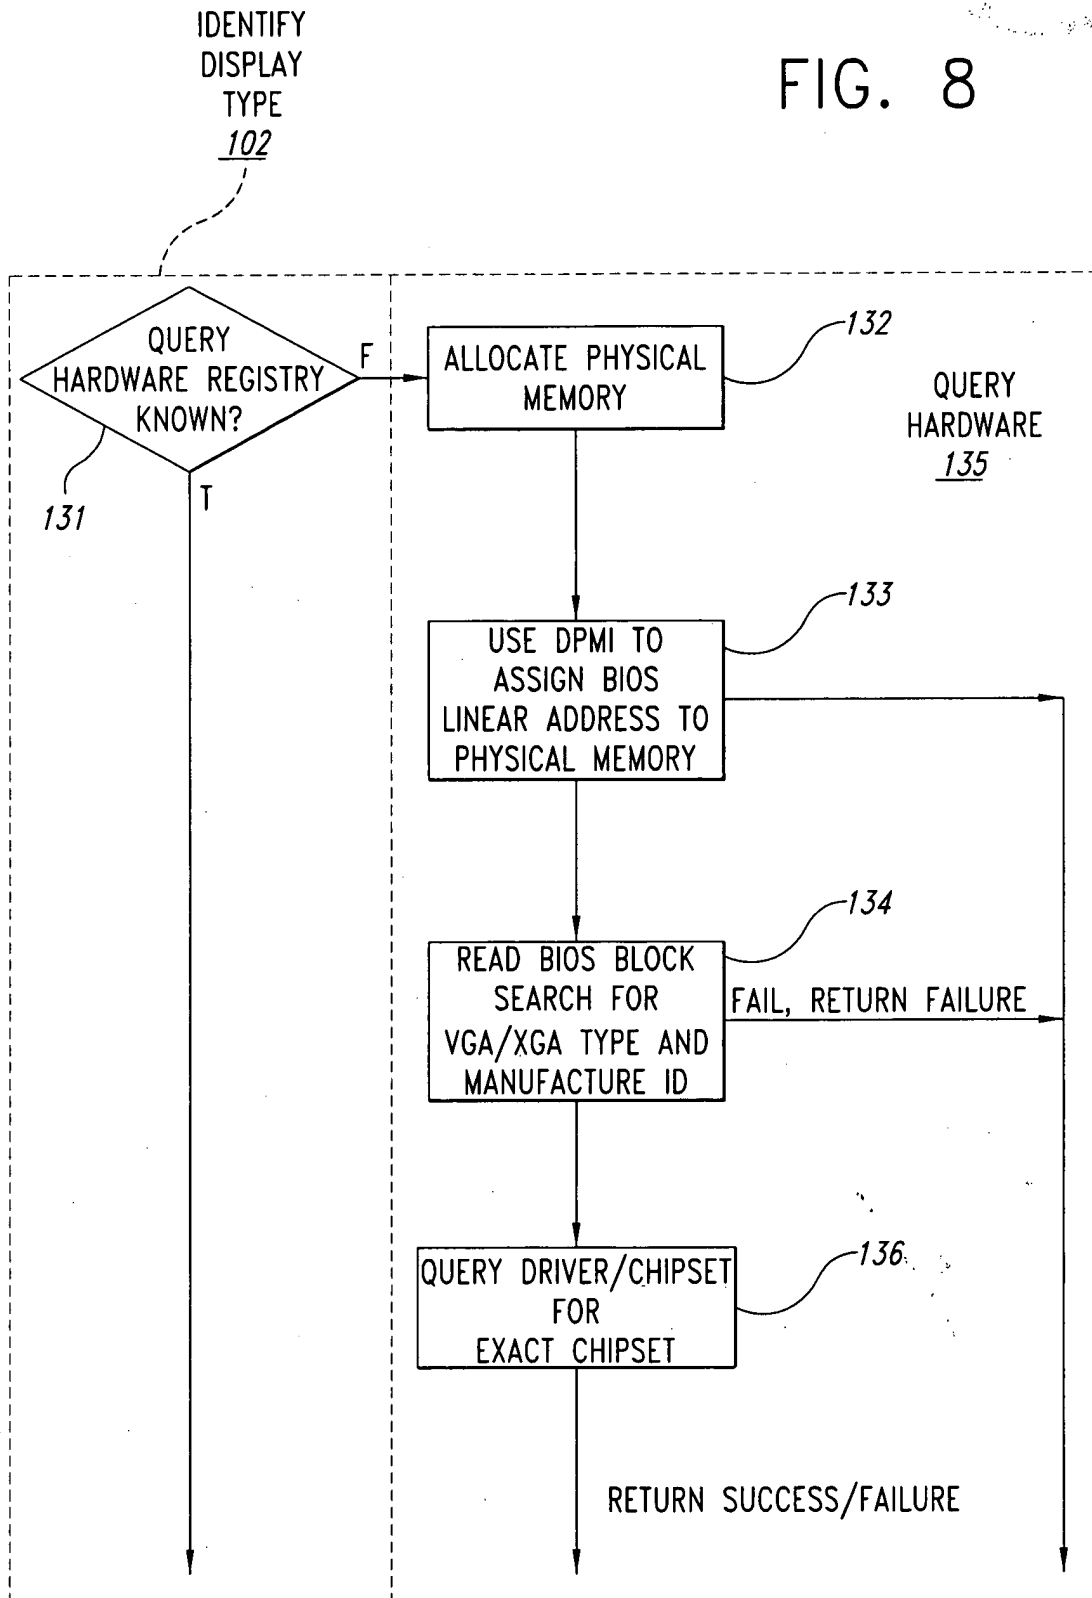 IDENTIFY
DISPLAY
TYPE
102
FIG. 8
QUERY
HARDWARE REGISTRY
KNOWN?
F
T
131
ALLOCATE PHYSICAL
MEMORY
132
QUERY
HARDWARE
135
USE DPMI TO
ASSIGN BIOS
LINEAR ADDRESS TO
PHYSICAL MEMORY
133
READ BIOS BLOCK
SEARCH FOR
VGA/XGA TYPE AND
MANUFACTURE ID
134
FAIL, RETURN FAILURE
QUERY DRIVER/CHIPSET
FOR
EXACT CHIPSET
136
RETURN SUCCESS/FAILURE